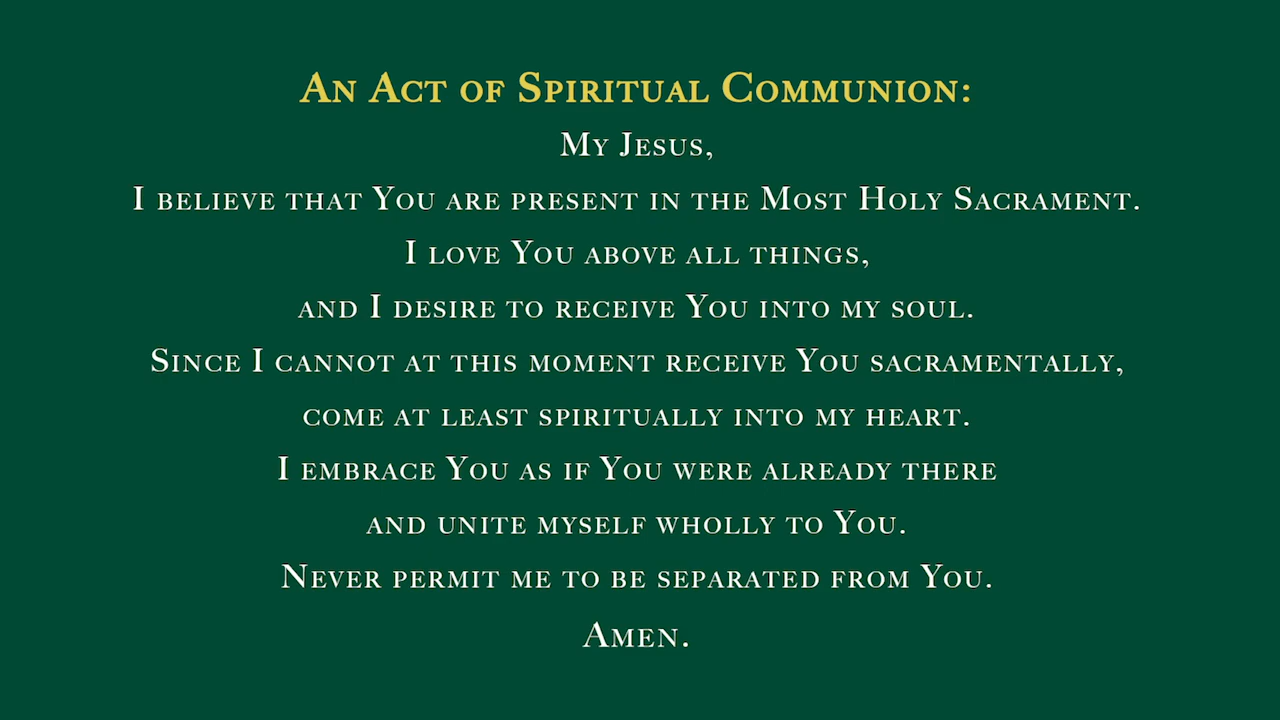 An Act of Spiritual Communion:
My Jesus,
I believe that You are present in the Most Holy Sacrament.
I love You above all things,
and I desire to receive You into my soul.
Since I cannot at this moment receive You sacramentally,
come at least spiritually into my heart.
I embrace You as if You were already there
and unite myself wholly to You.
Never permit me to be separated from You.
Amen.